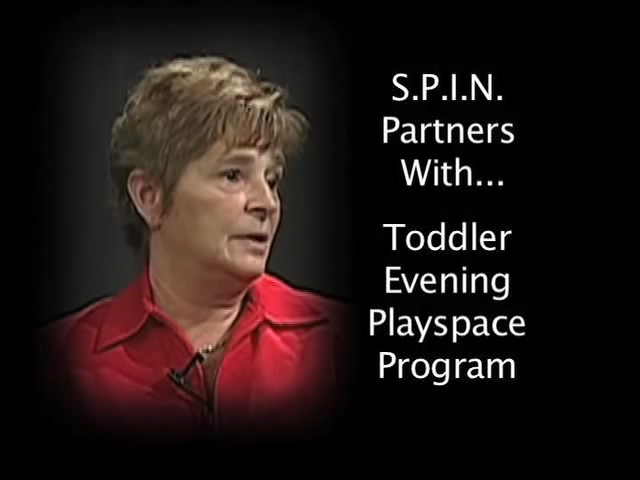 S.P.I.N.
Partners
With...
Toddler
Evening
Playspace
Program